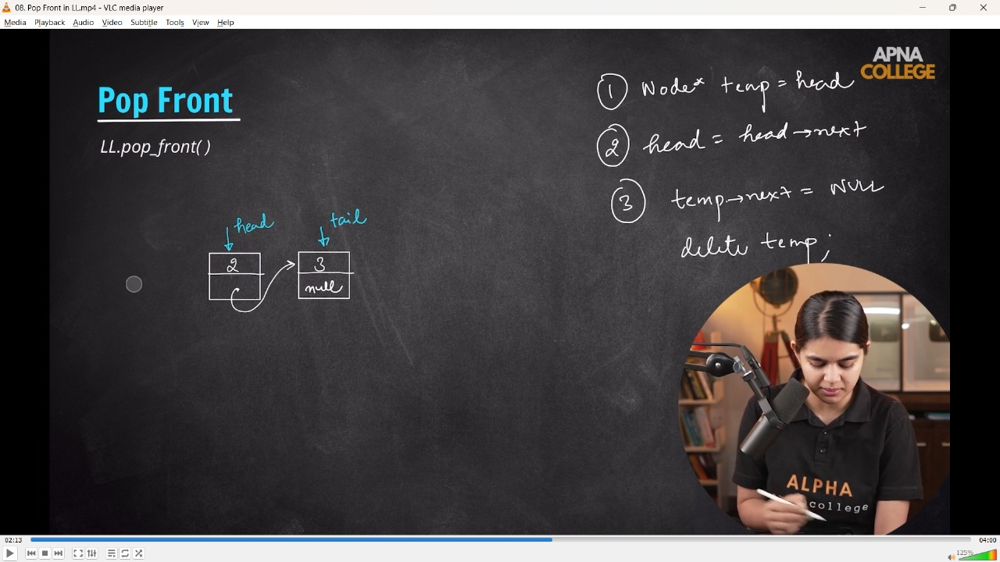 08. Pop Front in LL.mp4 - VLC media player
Media Playback Audio Video Subtitle Tools View Help
APNA
COLLEGE
Pop Front
LL.pop_front( )
1 Node* temp = head
2 head = head→next
3 temp→next = NULL
delete temp;
head
tail
2
3
null
ALPHA
college
02:13
04:00
125%